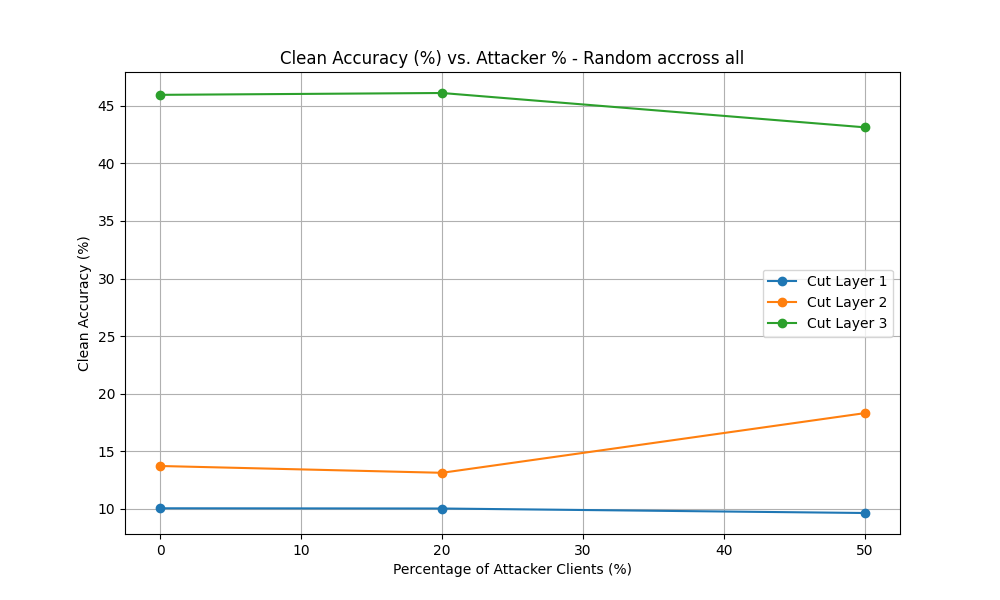 Clean Accuracy (%) vs. Attacker % - Random accross all
Clean Accuracy (%)
45
40
35
30
25
20
15
10
Cut Layer 1
Cut Layer 2
Cut Layer 3
0 10 20 30 40 50
Percentage of Attacker Clients (%)